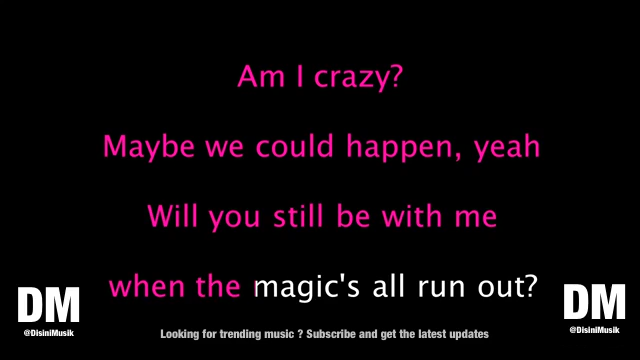 Am I crazy?
Maybe we could happen, yeah
Will you still be with me
when the magic's all run out?
DM
@DisiniMusik
DM
@DisiniMusik
Looking for trending music ? Subscribe and get the latest updates